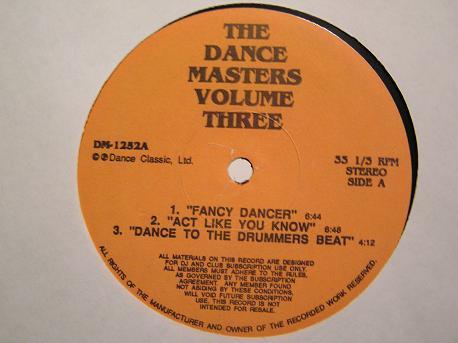 THE
DANCE
MASTERS
VOLUME
THREE
DM-1252A
©℗Dance Classic, Ltd.
33 1/3 RPM
STEREO
SIDE A
1. "FANCY DANCER" 6:44
2. "ACT LIKE YOU KNOW" 6:48
3. "DANCE TO THE DRUMMERS BEAT" 4:12
ALL MATERIALS ON THIS RECORD ARE DESIGNED
FOR DJ AND CLUB SUBSCRIPTION USE ONLY.
ALL MEMBERS MUST ADHERE TO THE RULES,
AS GOVERNED BY THE SUBSCRIPTION
AGREEMENT. ANY MEMBER FOUND
NOT ABIDING BY THESE CONDITIONS,
WILL VOID FUTURE SUBSCRIPTION
USE. THIS RECORD IS NOT
INTENDED FOR RESALE.
ALL RIGHTS OF THE MANUFACTURER AND OWNER OF THE RECORDED WORK RESERVED.